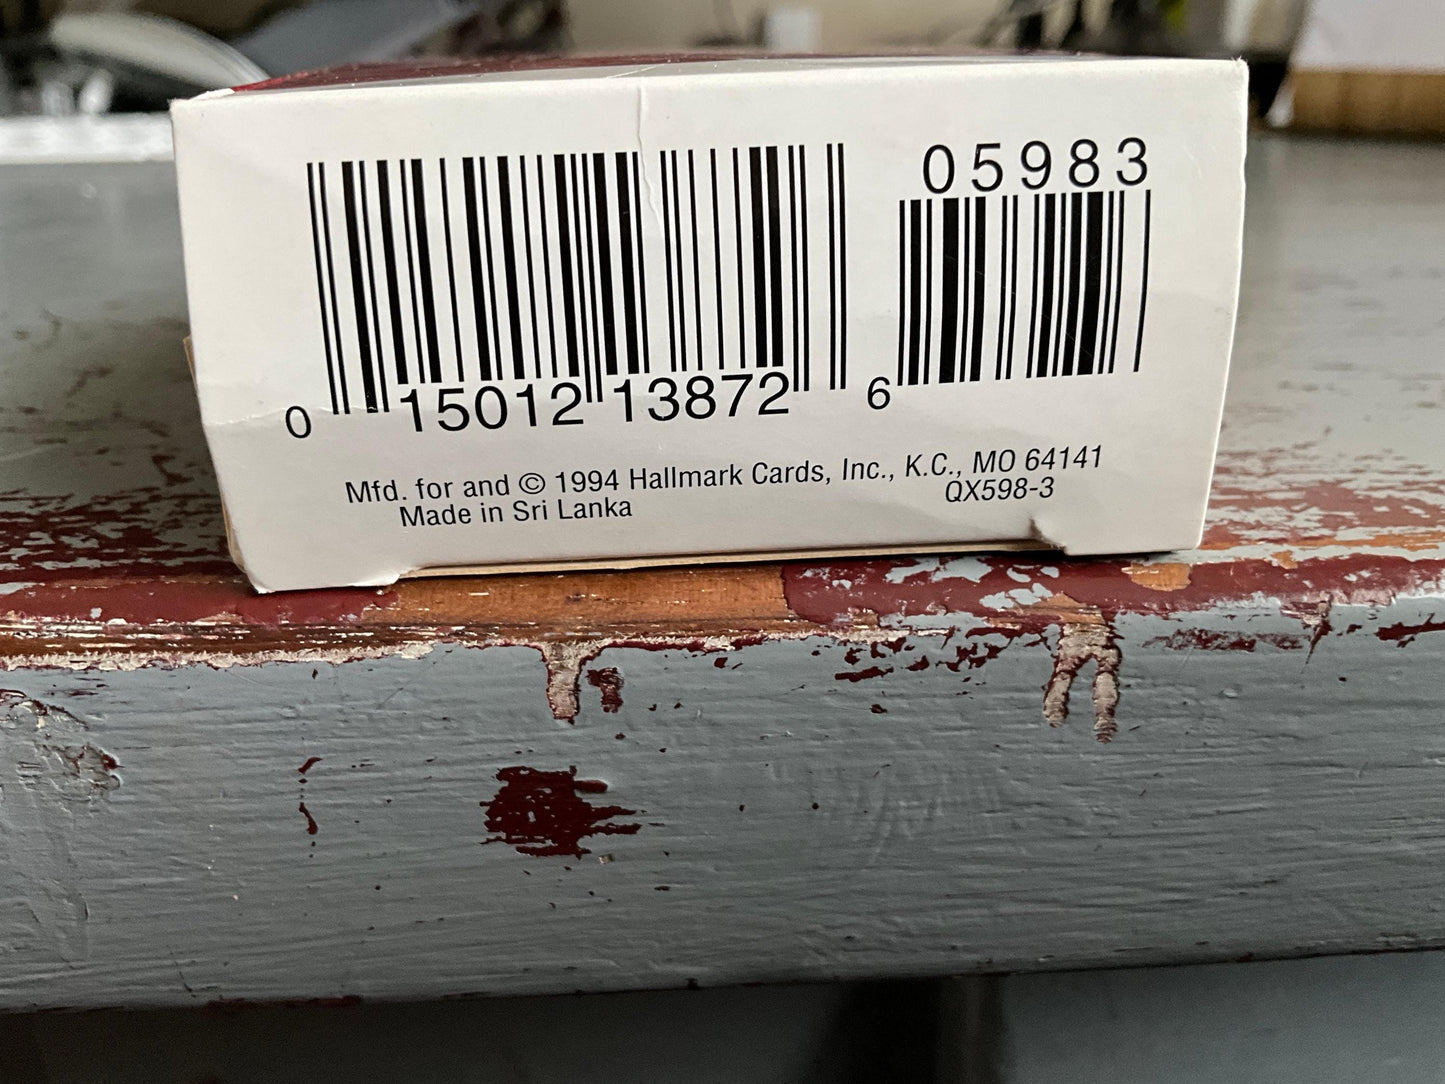 05983
0 15012 13872 6
Mfd. for and © 1994 Hallmark Cards, Inc., K.C., MO 64141
Made in Sri Lanka QX598-3